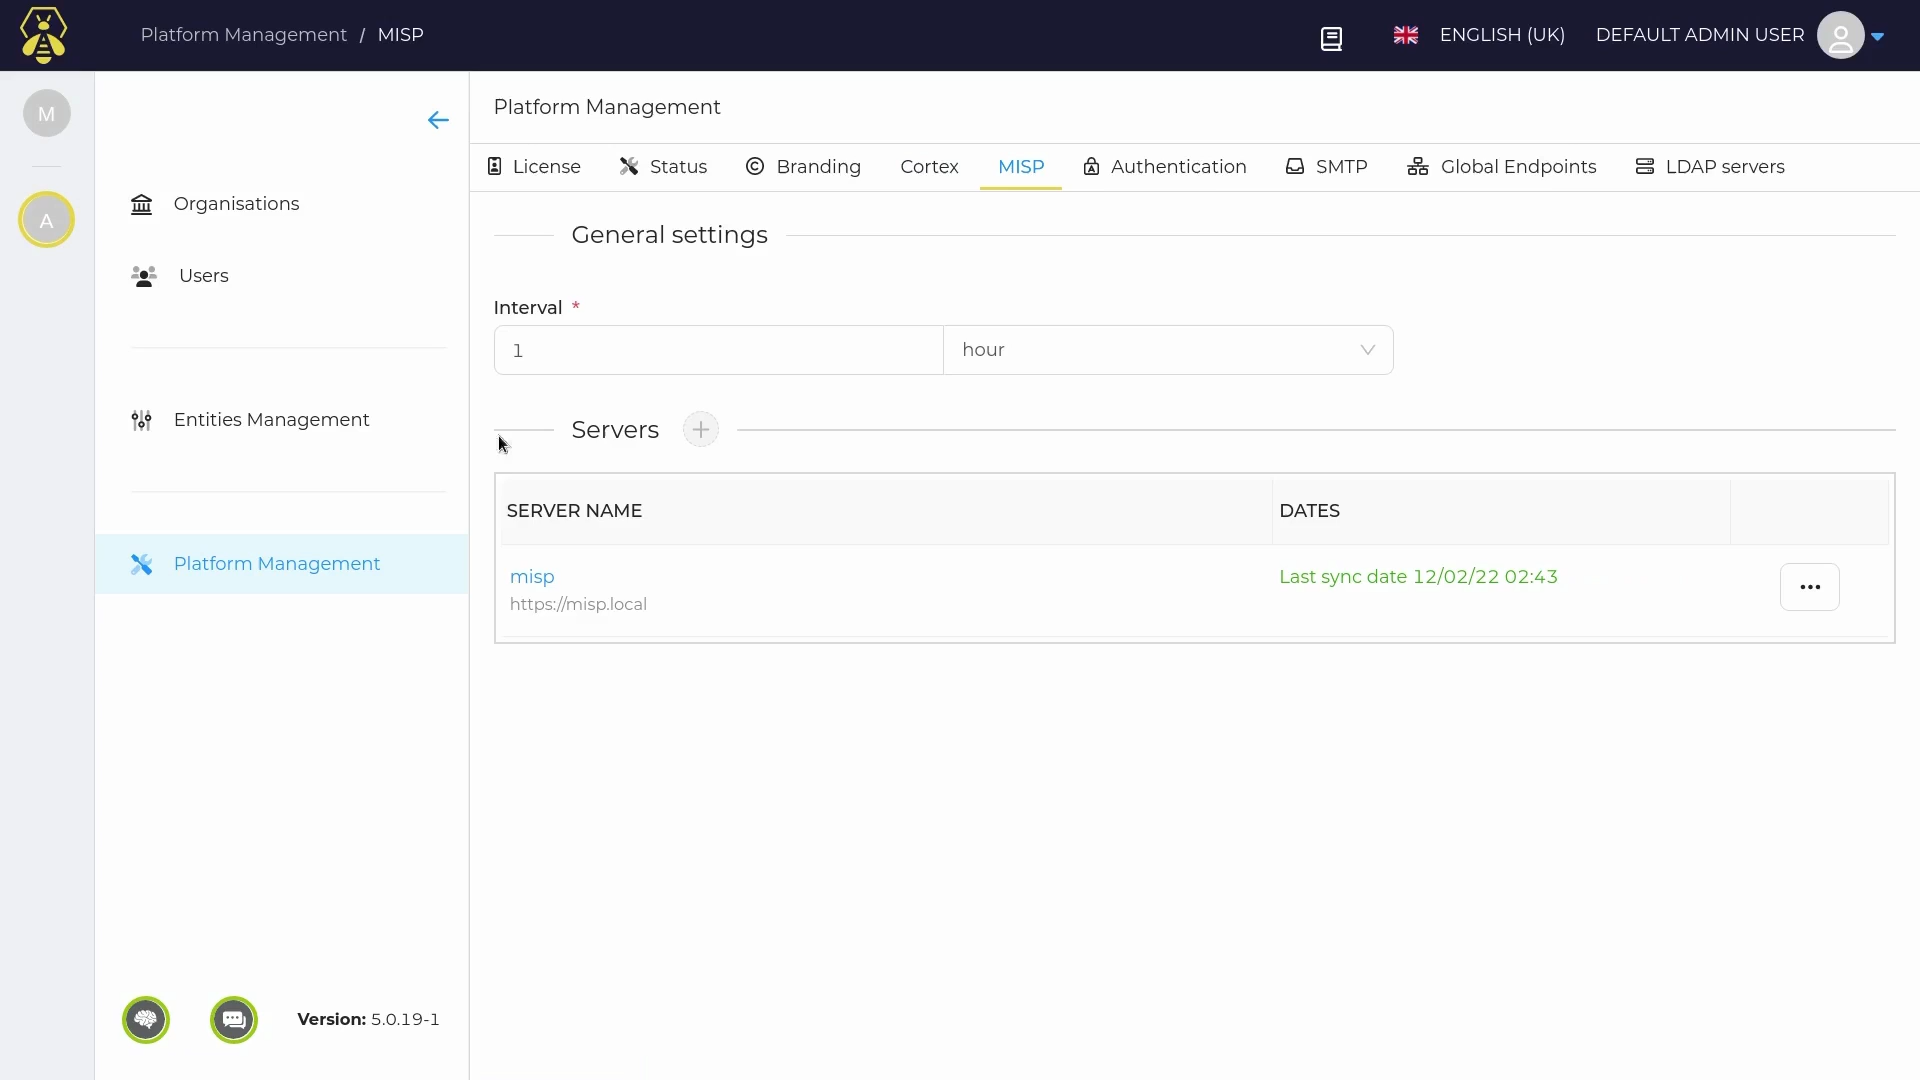 Platform Management / MISP
ENGLISH (UK)
DEFAULT ADMIN USER
M
A
Organisations
Users
Entities Management
Platform Management
Version: 5.0.19-1
Platform Management
License
Status
Branding
Cortex
MISP
Authentication
SMTP
Global Endpoints
LDAP servers
General settings
Interval *
1
hour
Servers
SERVER NAME
DATES
misp
Last sync date 12/02/22 02:43
https://misp.local